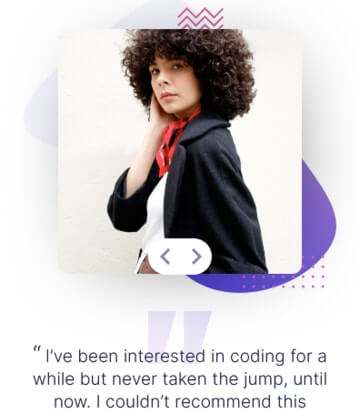 “ I’ve been interested in coding for a
while but never taken the jump, until
now. I couldn’t recommend this